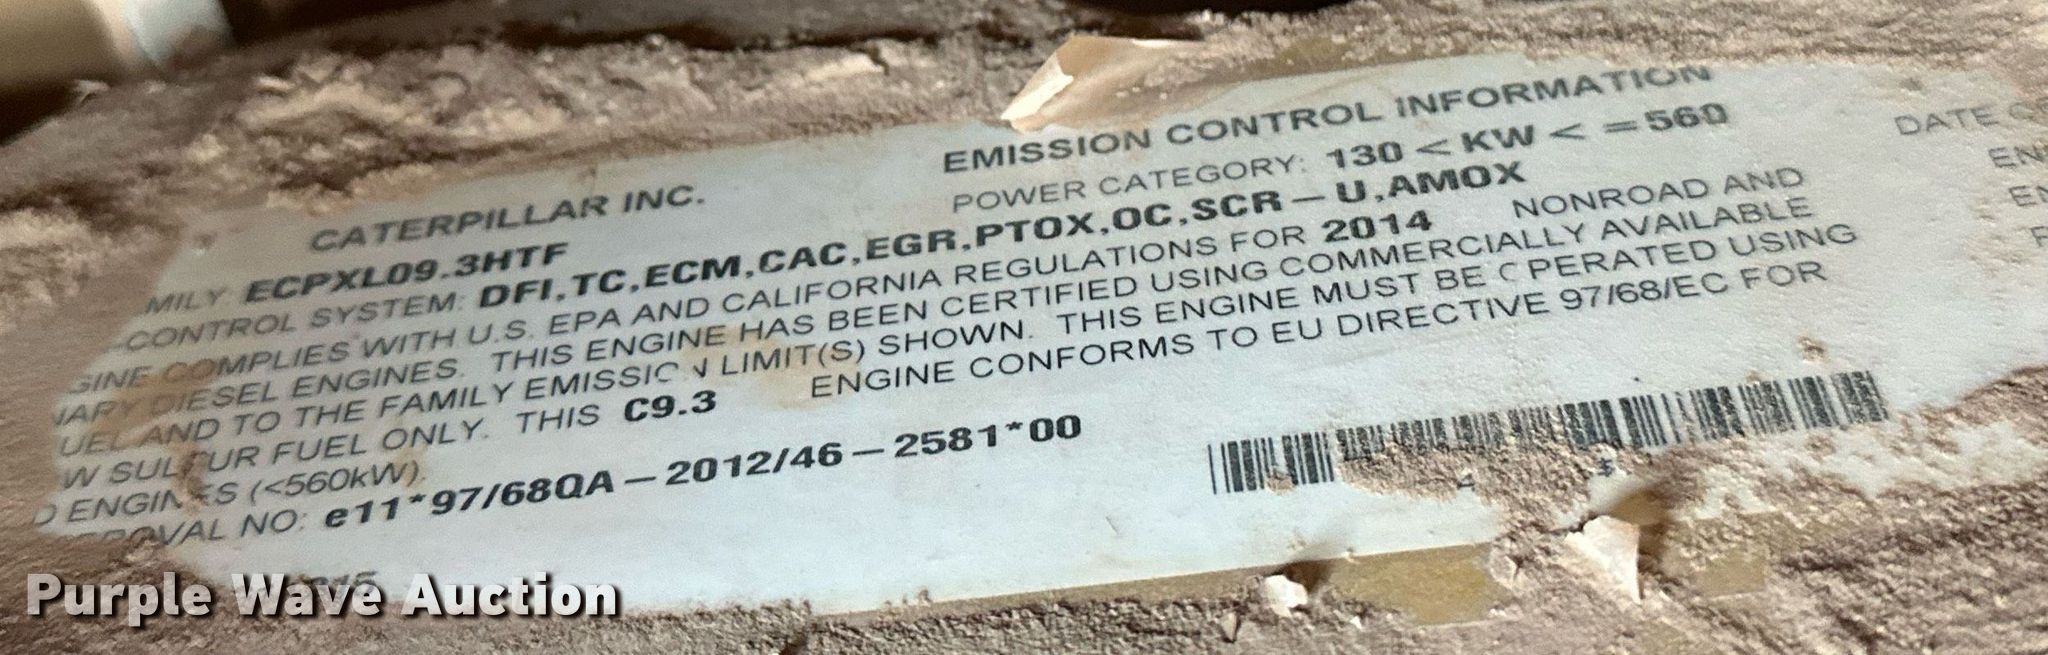 EMISSION CONTROL INFORMATION
CATERPILLAR INC.
POWER CATEGORY: 130 < KW < =560
DATE
MILY: ECPXL09.3HTF
CONTROL SYSTEM: DFI,TC,ECM,CAC,EGR,PTOX,OC,SCR-U,AMOX
GINE COMPLIES WITH U.S. EPA AND CALIFORNIA REGULATIONS FOR 2014 NONROAD AND
NARY DIESEL ENGINES. THIS ENGINE HAS BEEN CERTIFIED USING COMMERCIALLY AVAILABLE
UEL AND TO THE FAMILY EMISSION LIMIT(S) SHOWN. THIS ENGINE MUST BE OPERATED USING
W SULFUR FUEL ONLY. THIS C9.3 ENGINE CONFORMS TO EU DIRECTIVE 97/68/EC FOR
D ENGINES (<560kW).
ROVAL NO: e11*97/68QA-2012/46-2581*00
Purple Wave Auction